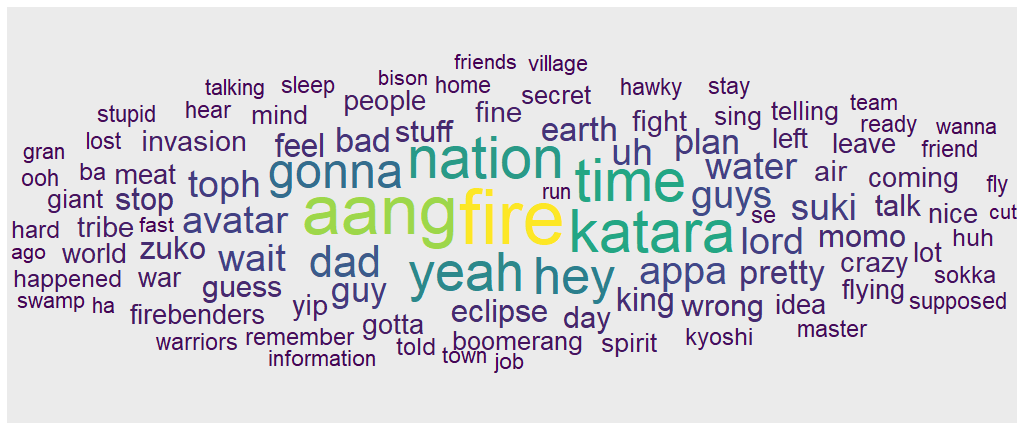 friends village
talking sleep bison home hawky stay
stupid hear mind people fine secret sing telling team
lost invasion feel bad stuff earth fight plan left ready wanna
gran ooh ba meat toph gonna nation uh water air leave friend
giant stop avatar aang fire run time guys suki talk coming fly
hard tribe fast katara se lord momo nice cut
ago world zuko wait dad yeah hey appa pretty crazy lot huh
happened war guess guy king wrong idea flying sokka
swamp ha firebenders yip eclipse day supposed
warriors remember gotta boomerang spirit kyoshi master
information told town job